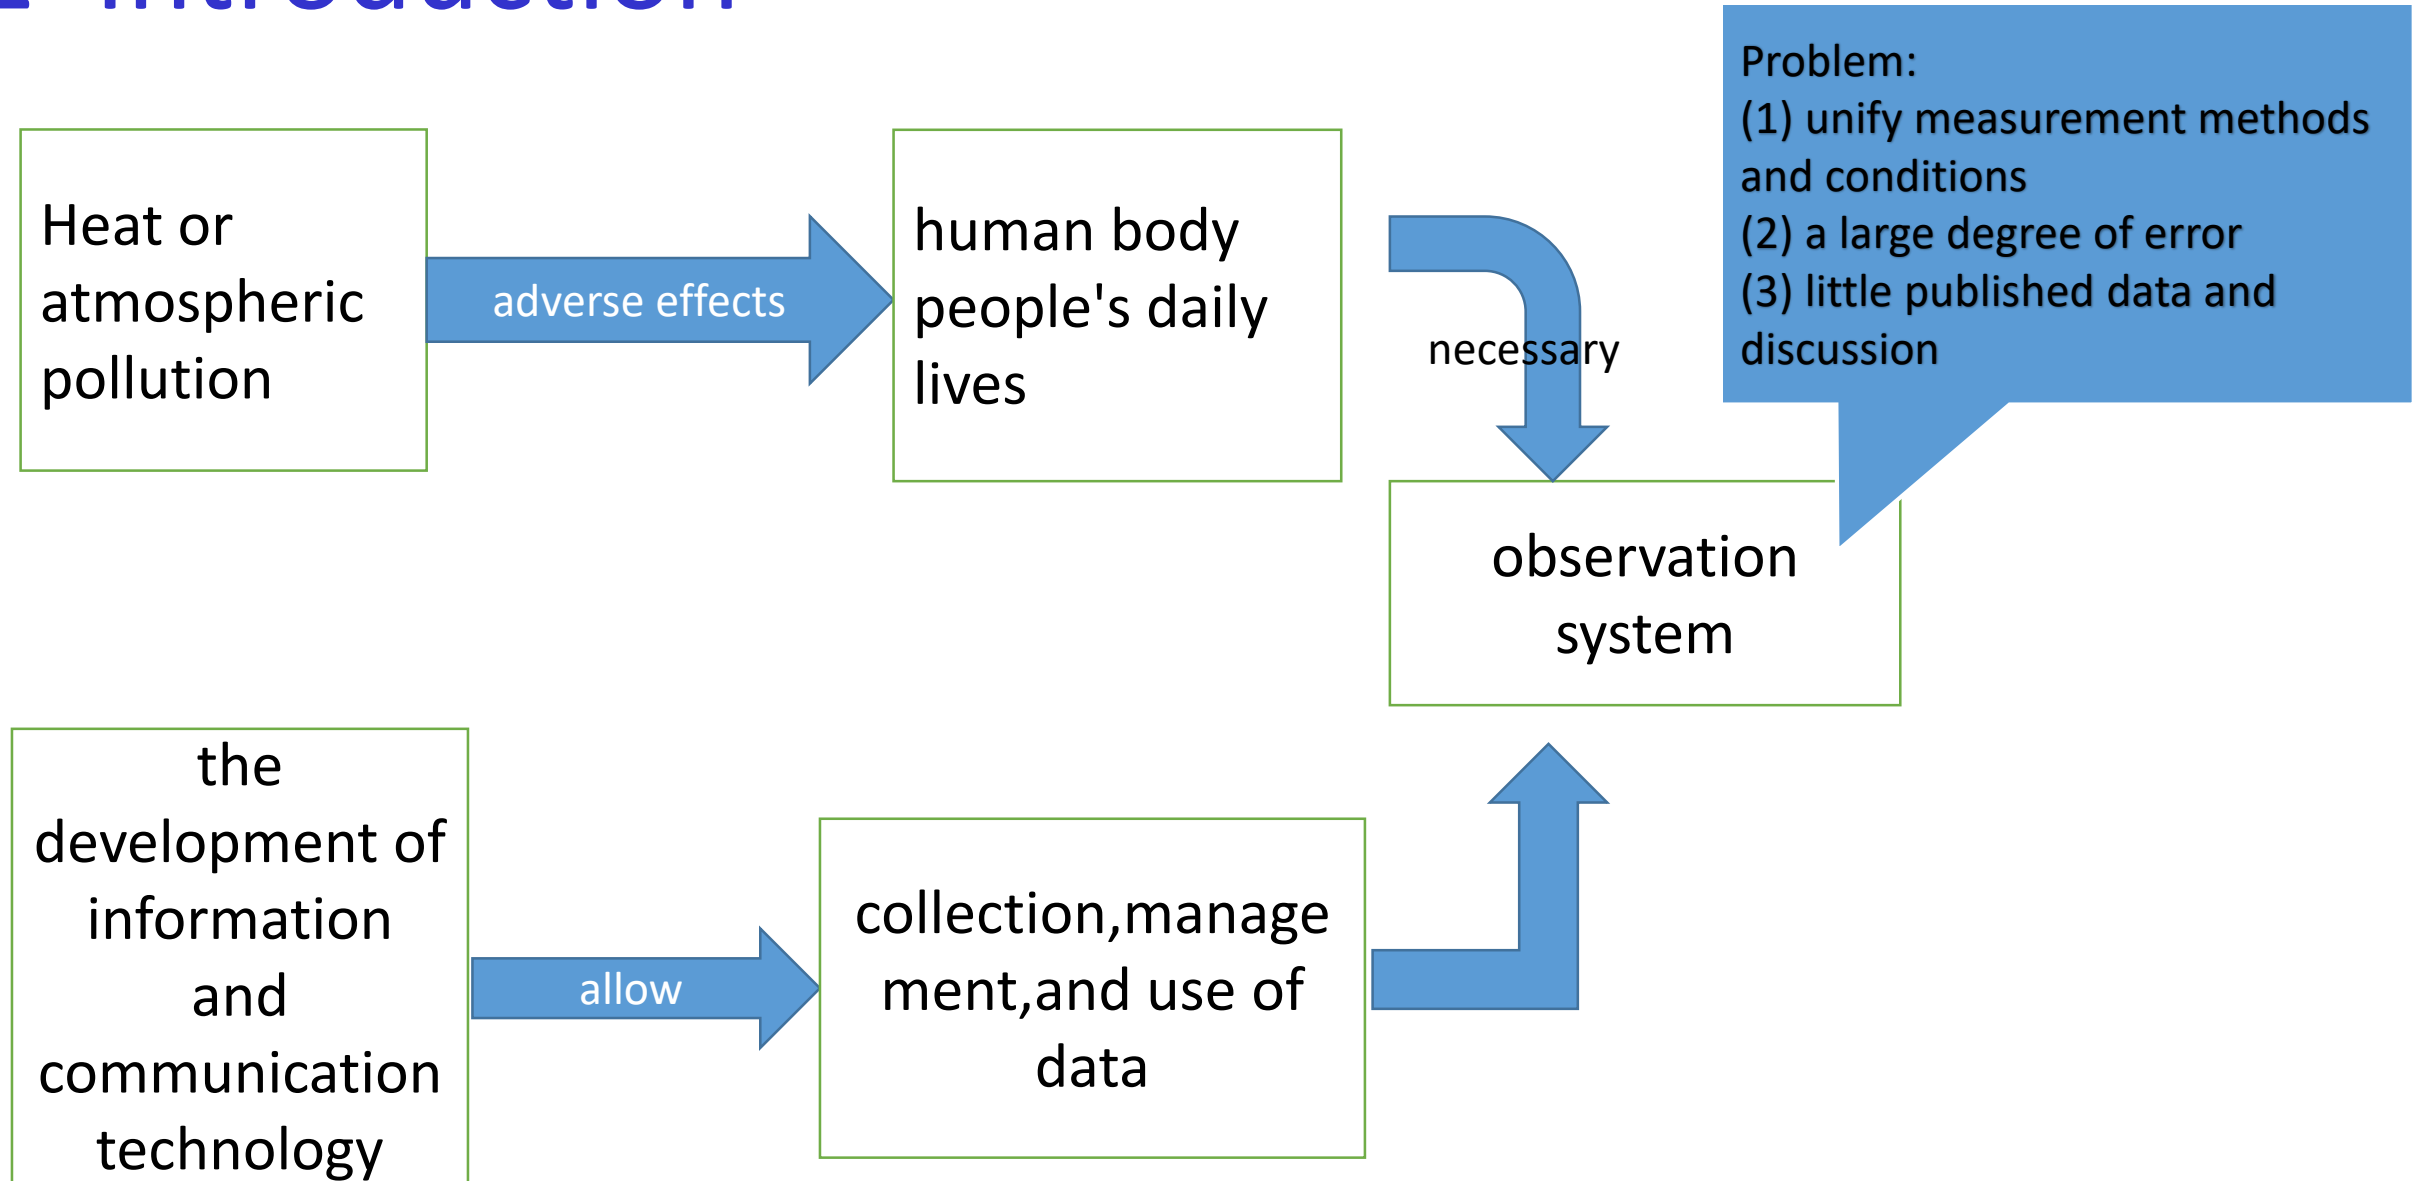 Introduction
Problem:
(1) unify measurement methods
and conditions
(2) a large degree of error
(3) little published data and
discussion
Heat or
atmospheric
pollution
adverse effects
human body
people's daily
lives
necessary
observation
system
the
development of
information
and
communication
technology
allow
collection,manage
ment,and use of
data